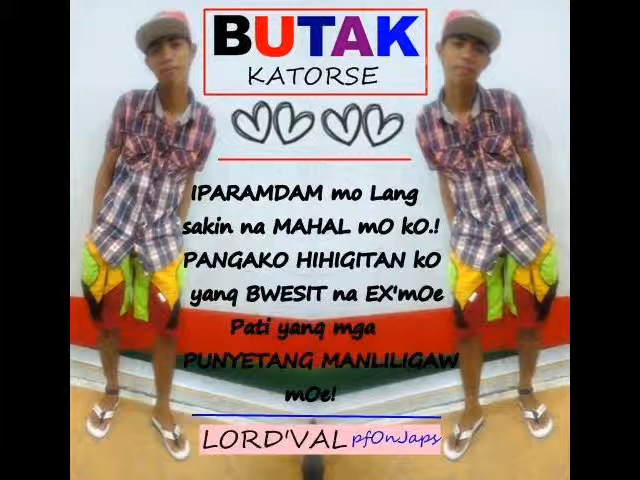 BUTAK
KATORSE
IPARAMDAM mo Lang
sakin na MAHAL mO kO.!
PANGAKO HIHIGITAN kO
yanq BWESIT na EX'mOe
Pati yanq mga
PUNYETANG MANLILIGAW
mOe!
LORD'VAL pfOnJaps